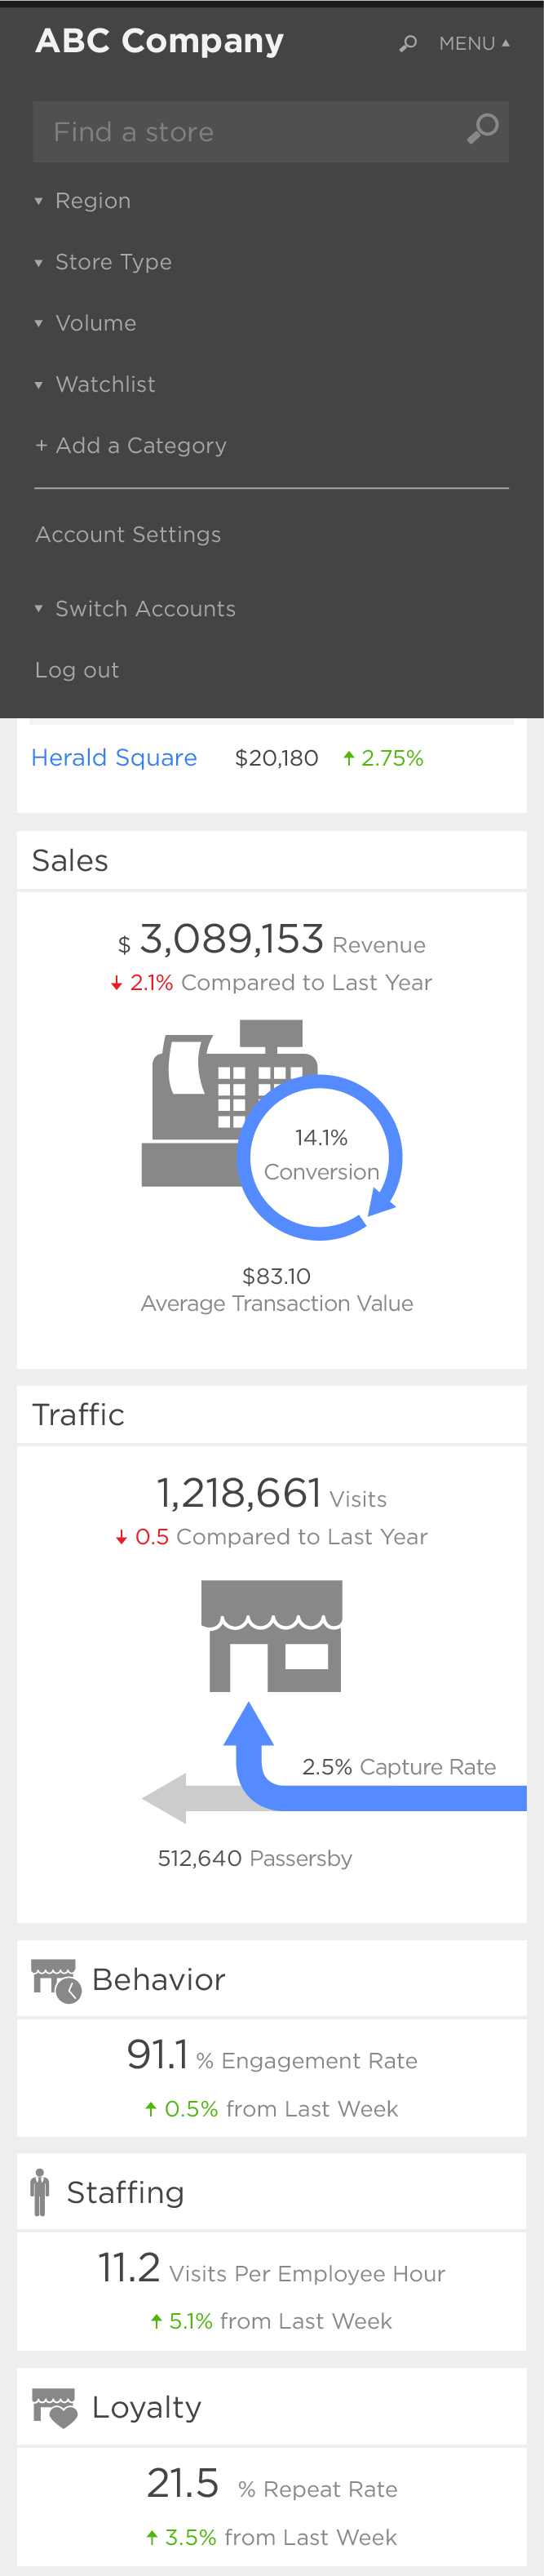 ABC Company MENU ▲
Find a store
▼ Region
▼ Store Type
▼ Volume
▼ Watchlist
+ Add a Category
Account Settings
▼ Switch Accounts
Log out
Herald Square $20,180 ↑ 2.75%
Sales
$ 3,089,153 Revenue
↓ 2.1% Compared to Last Year
14.1%
Conversion
$83.10
Average Transaction Value
Traffic
1,218,661 Visits
↓ 0.5 Compared to Last Year
2.5% Capture Rate
512,640 Passersby
Behavior
91.1 % Engagement Rate
↑ 0.5% from Last Week
Staffing
11.2 Visits Per Employee Hour
↑ 5.1% from Last Week
Loyalty
21.5 % Repeat Rate
↑ 3.5% from Last Week